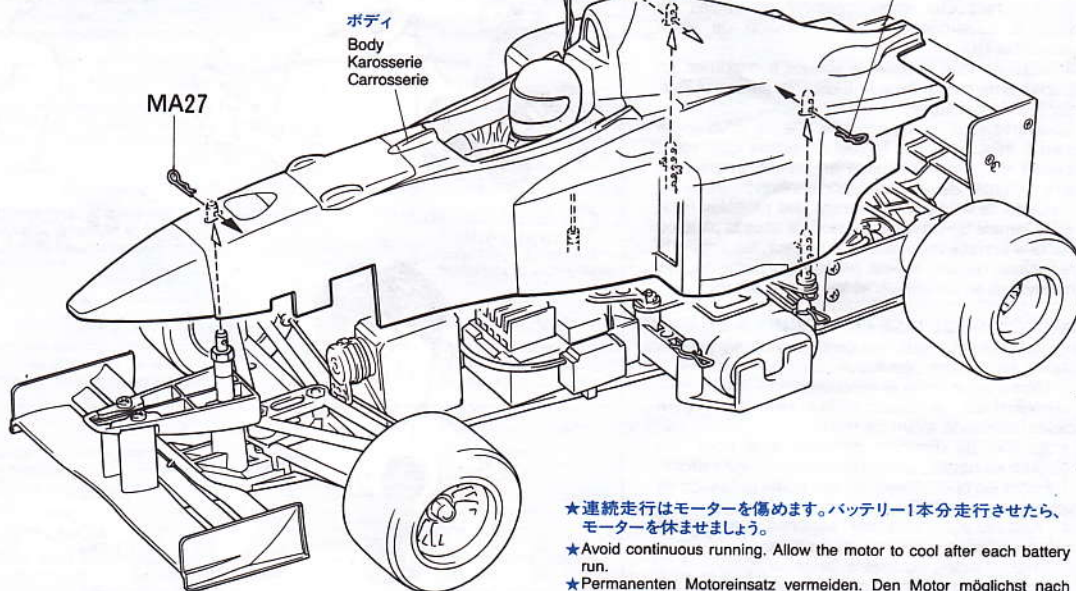 ボディ
Body
Karosserie
Carrosserie
MA27
★連続走行はモーターを傷めます。バッテリー1本分走行させたら、
モーターを休ませましょう。
★Avoid continuous running. Allow the motor to cool after each battery
run.
★Permanenten Motoreinsatz vermeiden. Den Motor möglichst nach